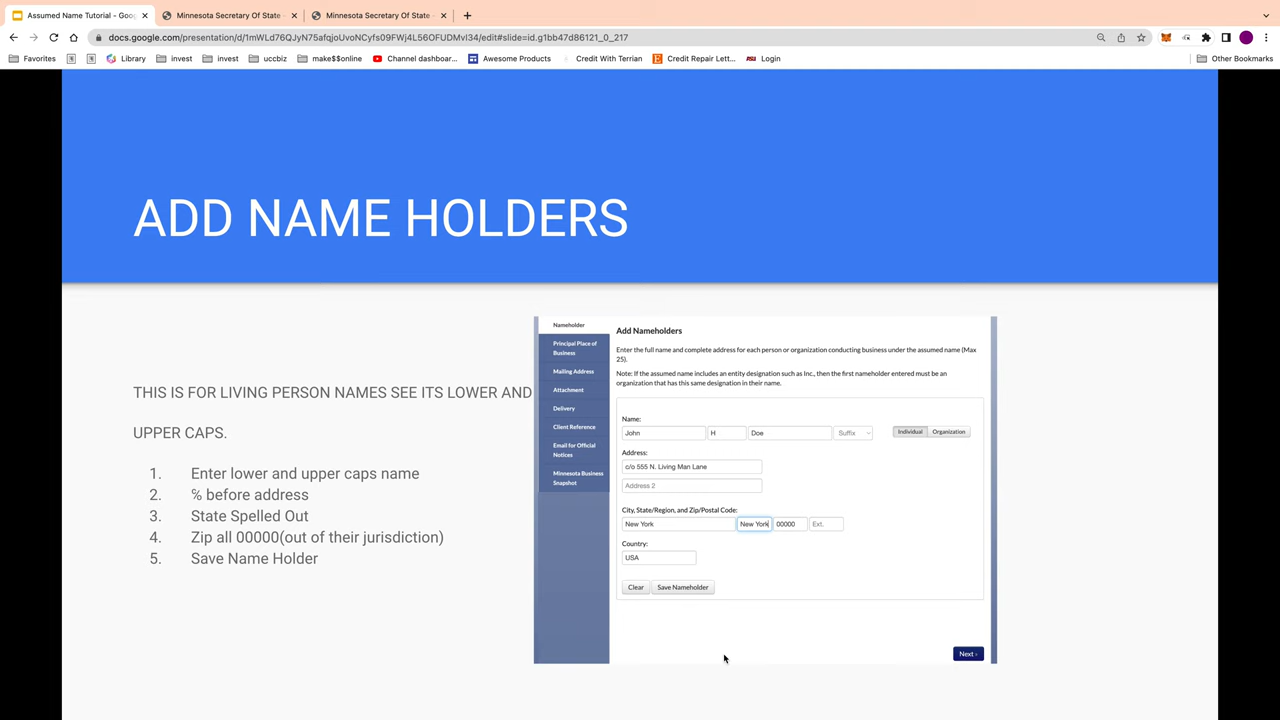 Assumed Name Tutorial - Goog
Minnesota Secretary Of State
Minnesota Secretary Of State
docs.google.com/presentation/d/1mWLd76QJyN75afqjoUvoNCyfs09FWj4L56OFUDMvI34/edit#slide=id.g1bb47d86121_0_217
Favorites Library invest invest uccbiz make$$online Channel dashboar... Awesome Products Credit With Terrian Credit Repair Lett... Login Other Bookmarks
ADD NAME HOLDERS
THIS IS FOR LIVING PERSON NAMES SEE ITS LOWER AND
UPPER CAPS.
1. Enter lower and upper caps name
2. % before address
3. State Spelled Out
4. Zip all 00000(out of their jurisdiction)
5. Save Name Holder
Nameholder
Principal Place of
Business
Mailing Address
Attachment
Delivery
Client Reference
Email for Official
Notices
Minnesota Business
Snapshot
Add Nameholders
Enter the full name and complete address for each person or organization conducting business under the assumed name (Max
25).
Note: If the assumed name includes an entity designation such as Inc., then the first nameholder entered must be an
organization that has this same designation in their name.
Name:
John H Doe Suffix Individual Organization
Address:
c/o 555 N. Living Man Lane
Address 2
City, State/Region, and Zip/Postal Code:
New York New York 00000 Ext.
Country:
USA
Clear Save Nameholder
Next ›